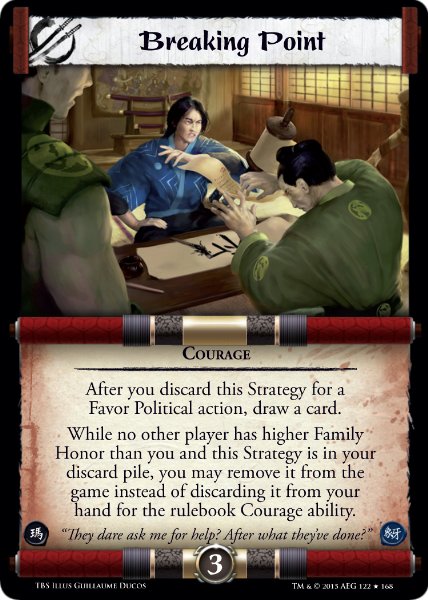 Breaking Point
Courage
After you discard this Strategy for a
Favor Political action, draw a card.
While no other player has higher Family
Honor than you and this Strategy is in your
discard pile, you may remove it from the
game instead of discarding it from your
hand for the rulebook Courage ability.
瑪
“They dare ask me for help? After what they’ve done?”
3
TBS Illus Guillaume Ducos
TM & © 2015 AEG 122 ★ 168